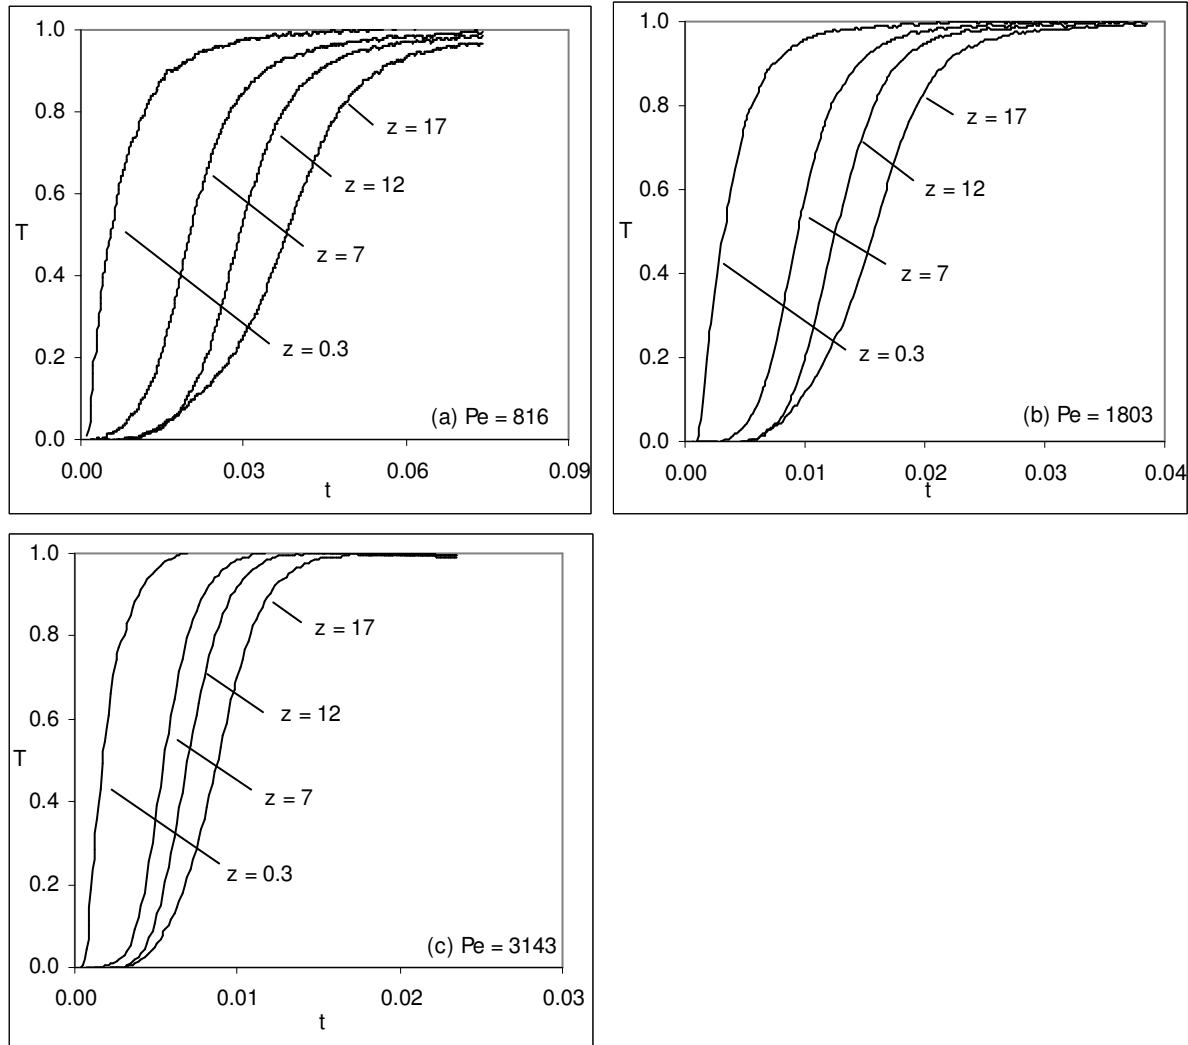 1.0
0.8
0.6
T
0.4
0.2
0.0
z = 17
z = 12
z = 7
z = 0.3
(a) Pe = 816
0.00 0.03 0.06 0.09
t
1.0
0.8
0.6
T
0.4
0.2
0.0
z = 17
z = 12
z = 7
z = 0.3
(b) Pe = 1803
0.00 0.01 0.02 0.03 0.04
t
1.0
0.8
0.6
T
0.4
0.2
0.0
z = 17
z = 12
z = 7
z = 0.3
(c) Pe = 3143
0.00 0.01 0.02 0.03
t